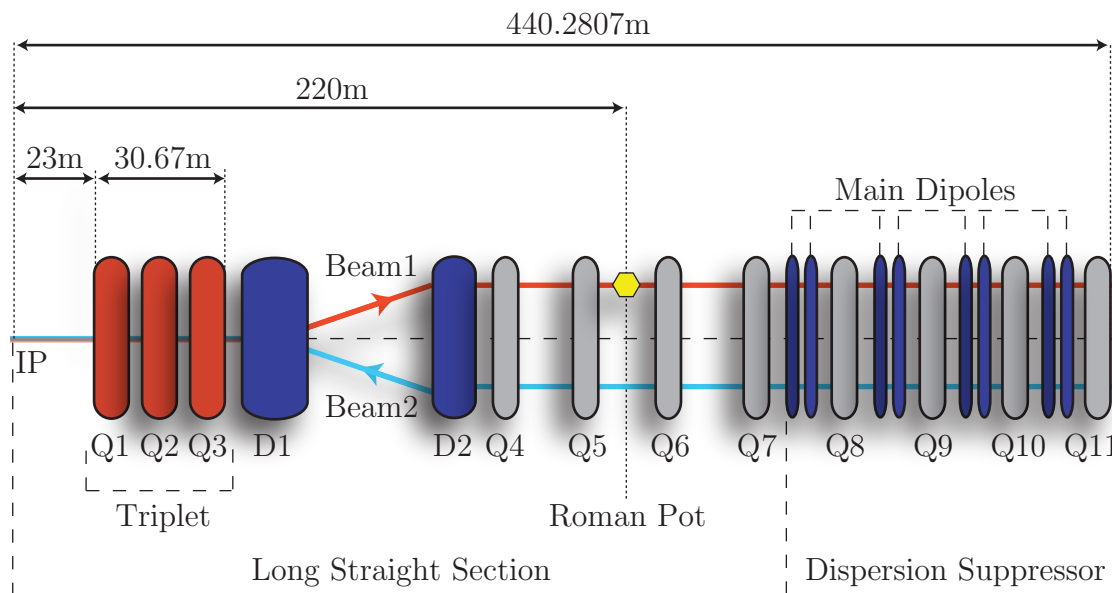 440.2807m
220m
23m
30.67m
Main Dipoles
Beam1
IP
Beam2
Q1 Q2 Q3 D1 D2 Q4 Q5 Q6 Q7 Q8 Q9 Q10 Q11
Triplet
Roman Pot
Long Straight Section
Dispersion Suppressor